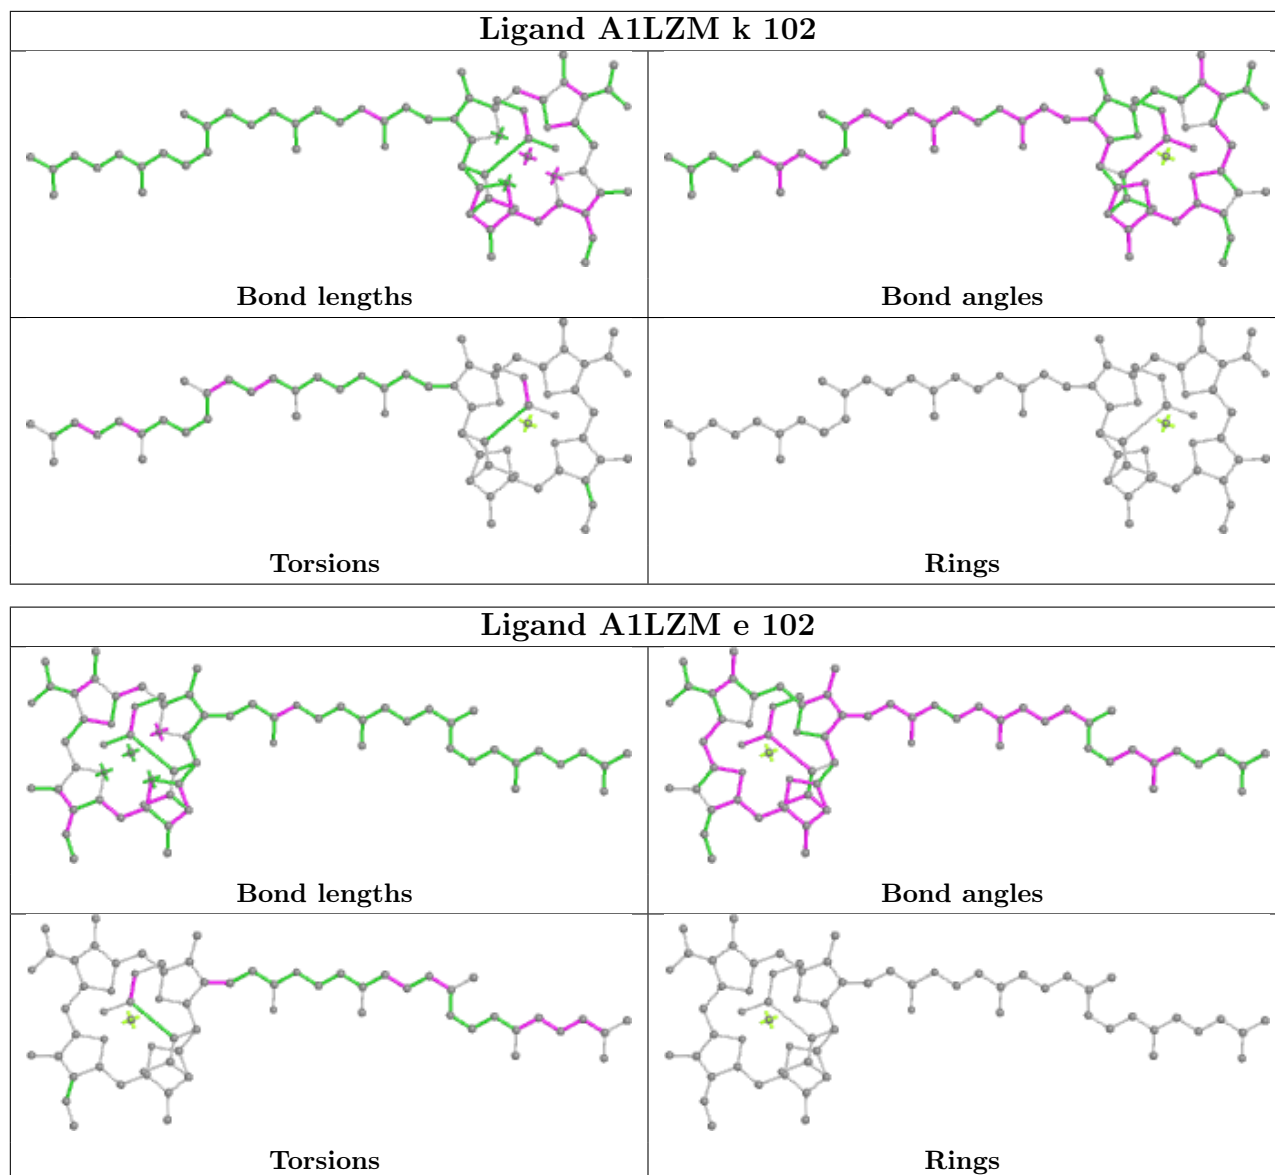 Ligand A1LZM k 102
Bond lengths
Bond angles
Torsions
Rings
Ligand A1LZM e 102
Bond lengths
Bond angles
Torsions
Rings